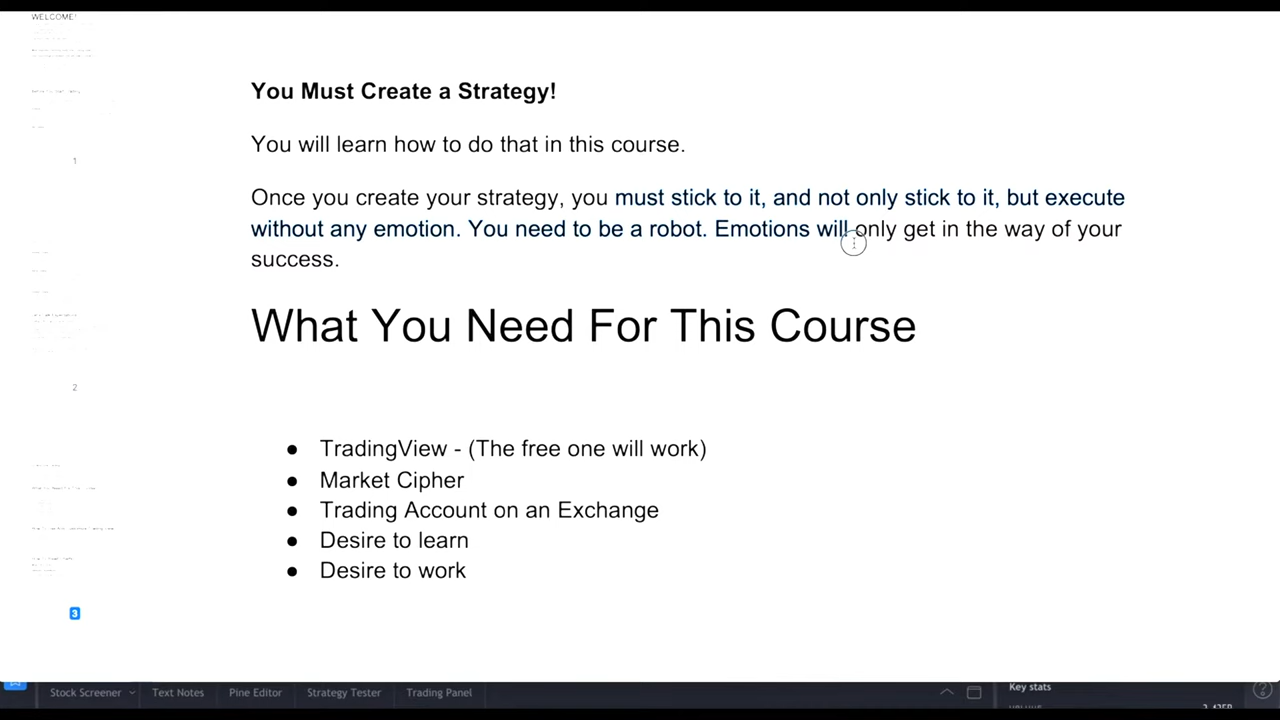 WELCOME!
You Must Create a Strategy!
You will learn how to do that in this course.
Once you create your strategy, you must stick to it, and not only stick to it, but execute
without any emotion. You need to be a robot. Emotions will only get in the way of your
success.
What You Need For This Course
● TradingView - (The free one will work)
● Market Cipher
● Trading Account on an Exchange
● Desire to learn
● Desire to work
1
2
3
Stock Screener
Text Notes
Pine Editor
Strategy Tester
Trading Panel
Key stats